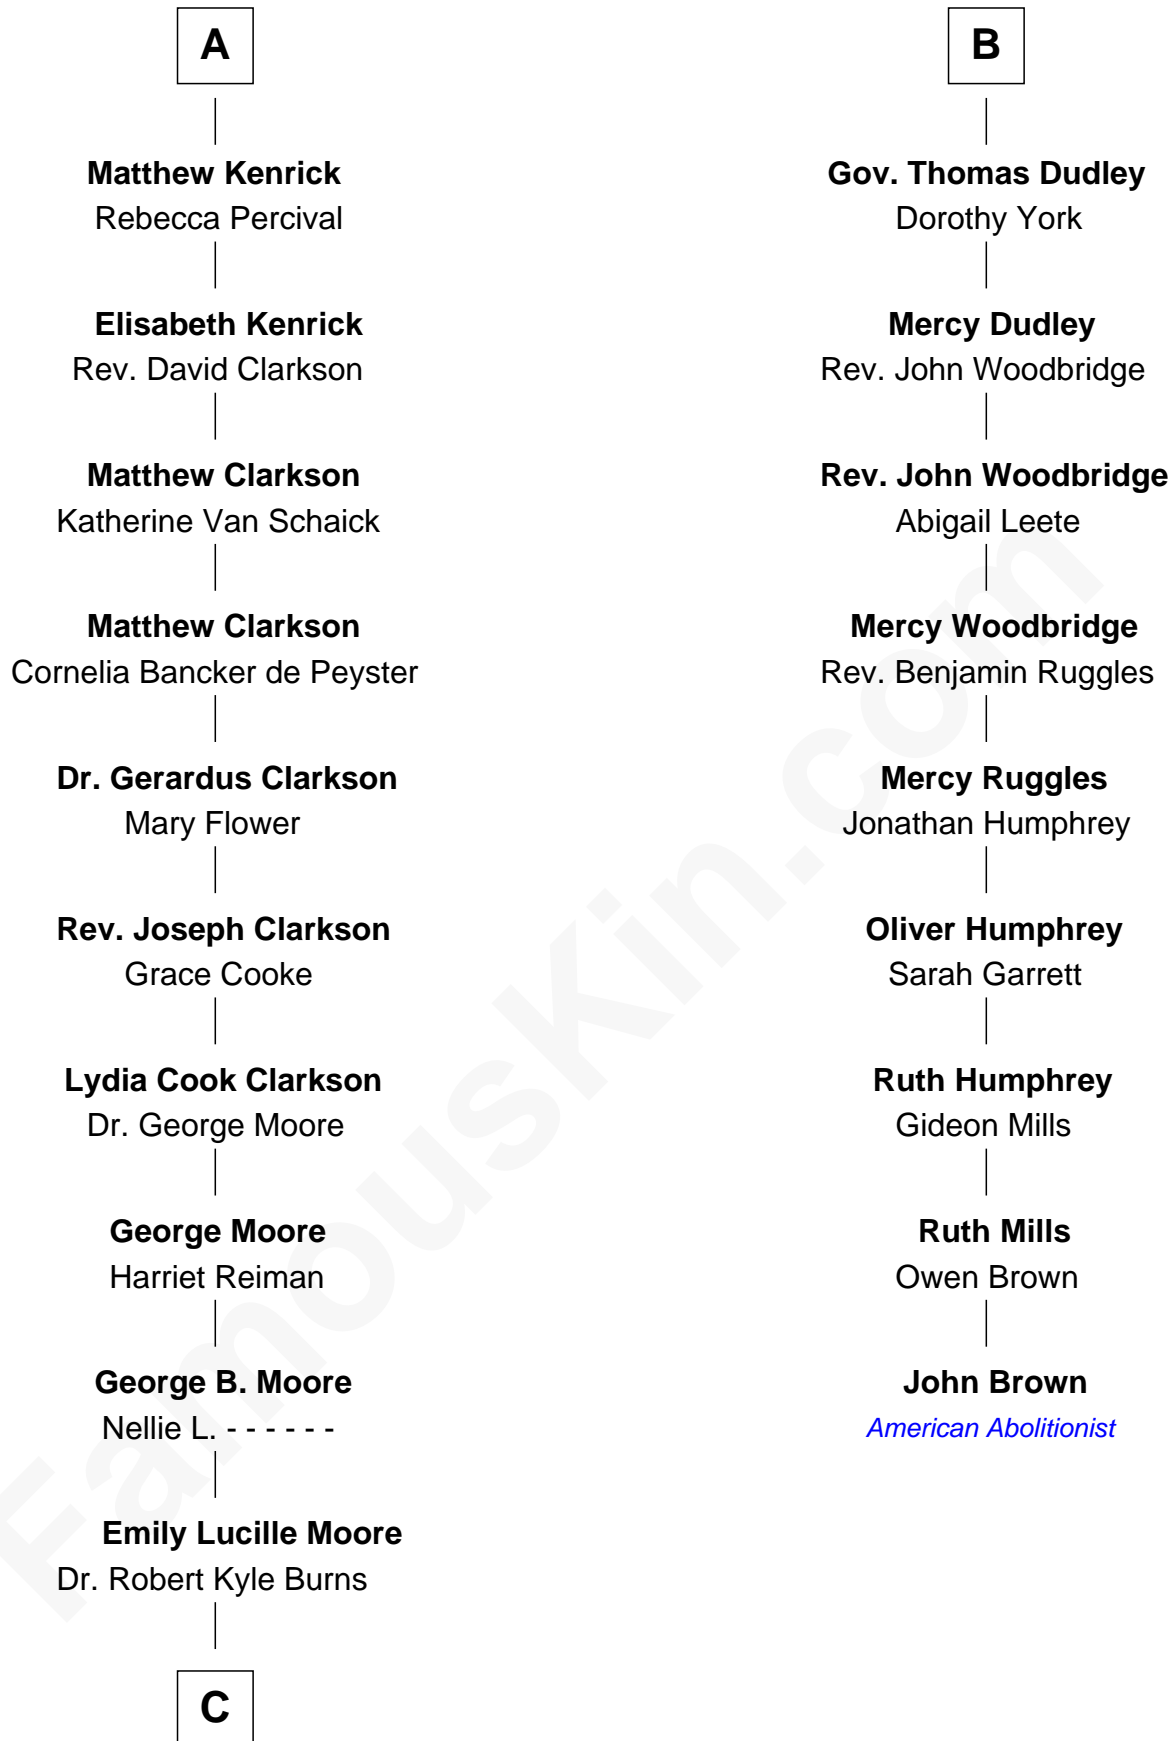 A
Matthew Kenrick
Rebecca Percival
Elisabeth Kenrick
Rev. David Clarkson
Matthew Clarkson
Katherine Van Schaick
Matthew Clarkson
Cornelia Bancker de Peyster
Dr. Gerardus Clarkson
Mary Flower
Rev. Joseph Clarkson
Grace Cooke
Lydia Cook Clarkson
Dr. George Moore
George Moore
Harriet Reiman
George B. Moore
Nellie L. - - - - - -
Emily Lucille Moore
Dr. Robert Kyle Burns
C
B
Gov. Thomas Dudley
Dorothy York
Mercy Dudley
Rev. John Woodbridge
Rev. John Woodbridge
Abigail Leete
Mercy Woodbridge
Rev. Benjamin Ruggles
Mercy Ruggles
Jonathan Humphrey
Oliver Humphrey
Sarah Garrett
Ruth Humphrey
Gideon Mills
Ruth Mills
Owen Brown
John Brown
American Abolitionist
FamousKin.com